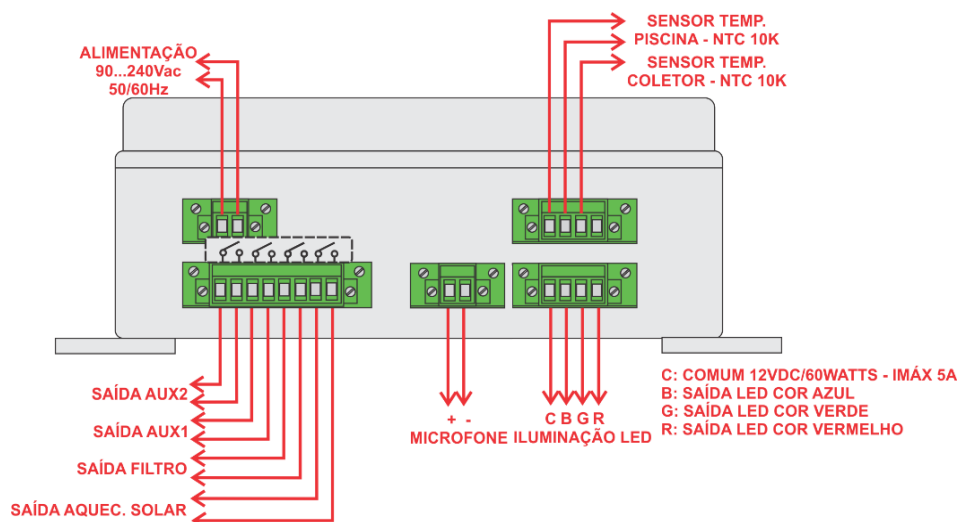 SENSOR TEMP.
PISCINA - NTC 10K
SENSOR TEMP.
COLETOR - NTC 10K
ALIMENTAÇÃO
90...240Vac
50/60Hz
SAÍDA AUX2
SAÍDA AUX1
SAÍDA FILTRO
SAÍDA AQUEC. SOLAR
+ -
MICROFONE
C B G R
ILUMINAÇÃO LED
C: COMUM 12VDC/60WATTS - IMÁX 5A
B: SAÍDA LED COR AZUL
G: SAÍDA LED COR VERDE
R: SAÍDA LED COR VERMELHO